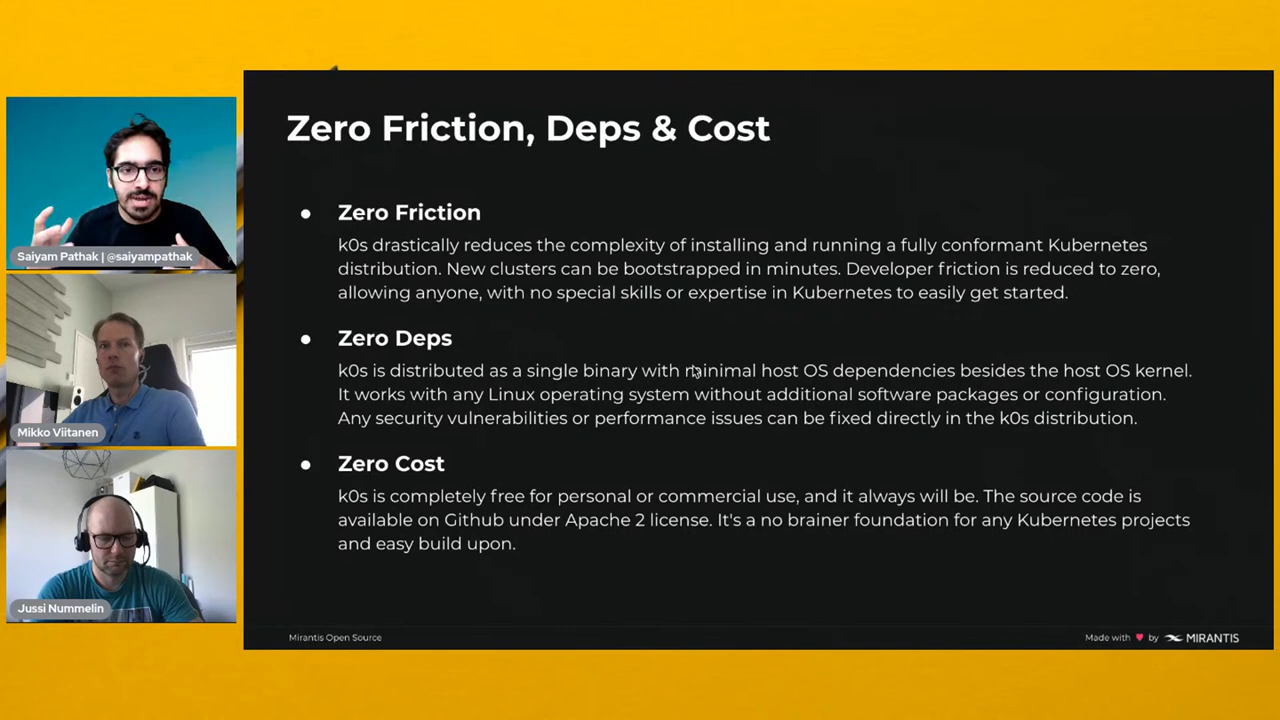 Zero Friction, Deps & Cost
Saiyam Pathak | @saiyampathak
Mikko Viitanen
Jussi Nummelin
● Zero Friction
k0s drastically reduces the complexity of installing and running a fully conformant Kubernetes
distribution. New clusters can be bootstrapped in minutes. Developer friction is reduced to zero,
allowing anyone, with no special skills or expertise in Kubernetes to easily get started.
● Zero Deps
k0s is distributed as a single binary with minimal host OS dependencies besides the host OS kernel.
It works with any Linux operating system without additional software packages or configuration.
Any security vulnerabilities or performance issues can be fixed directly in the k0s distribution.
● Zero Cost
k0s is completely free for personal or commercial use, and it always will be. The source code is
available on Github under Apache 2 license. It's a no brainer foundation for any Kubernetes projects
and easy build upon.
Mirantis Open Source
Made with ♥ by MIRANTIS